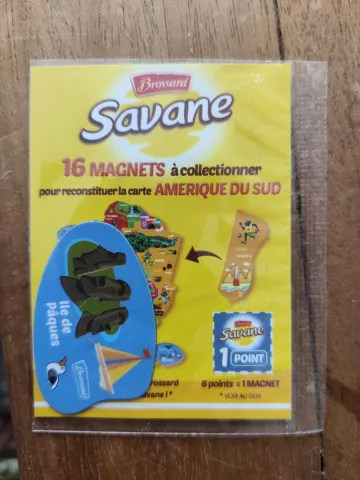 Brossard
Savane
16 MAGNETS à collectionner
pour reconstituer la carte AMERIQUE DU SUD
Ile de
pâques
Brossard
Savane
1 POINT
Brossard
6 points = 1 MAGNET
avane ! *
* VOIR AU DOS